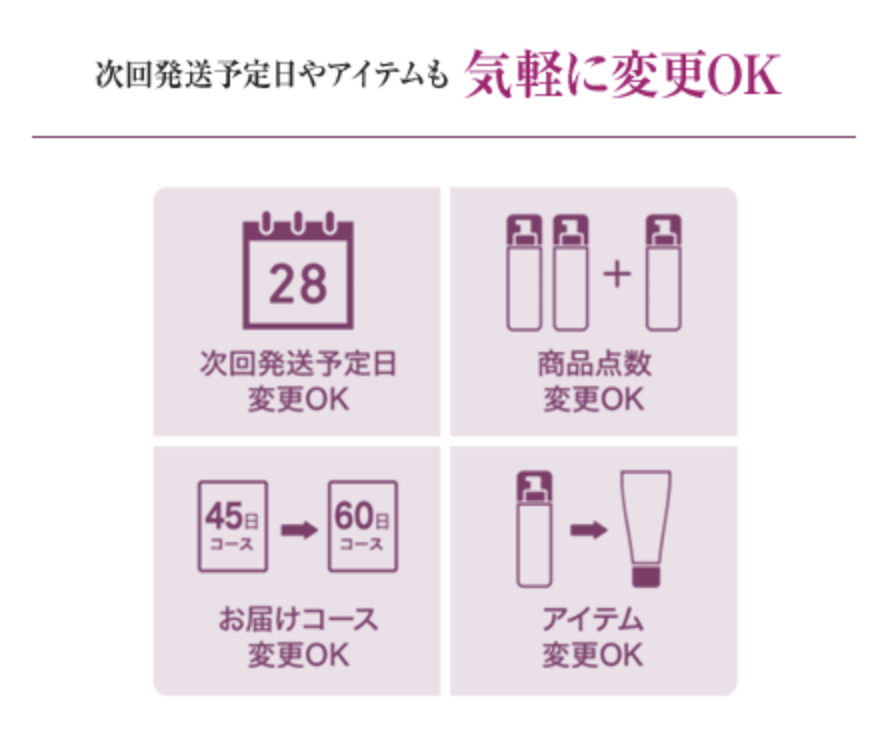 次回発送予定日やアイテムも 気軽に変更OK
28
次回発送予定日
変更OK
+
商品点数
変更OK
45日
コース
60日
コース
お届けコース
変更OK
アイテム
変更OK